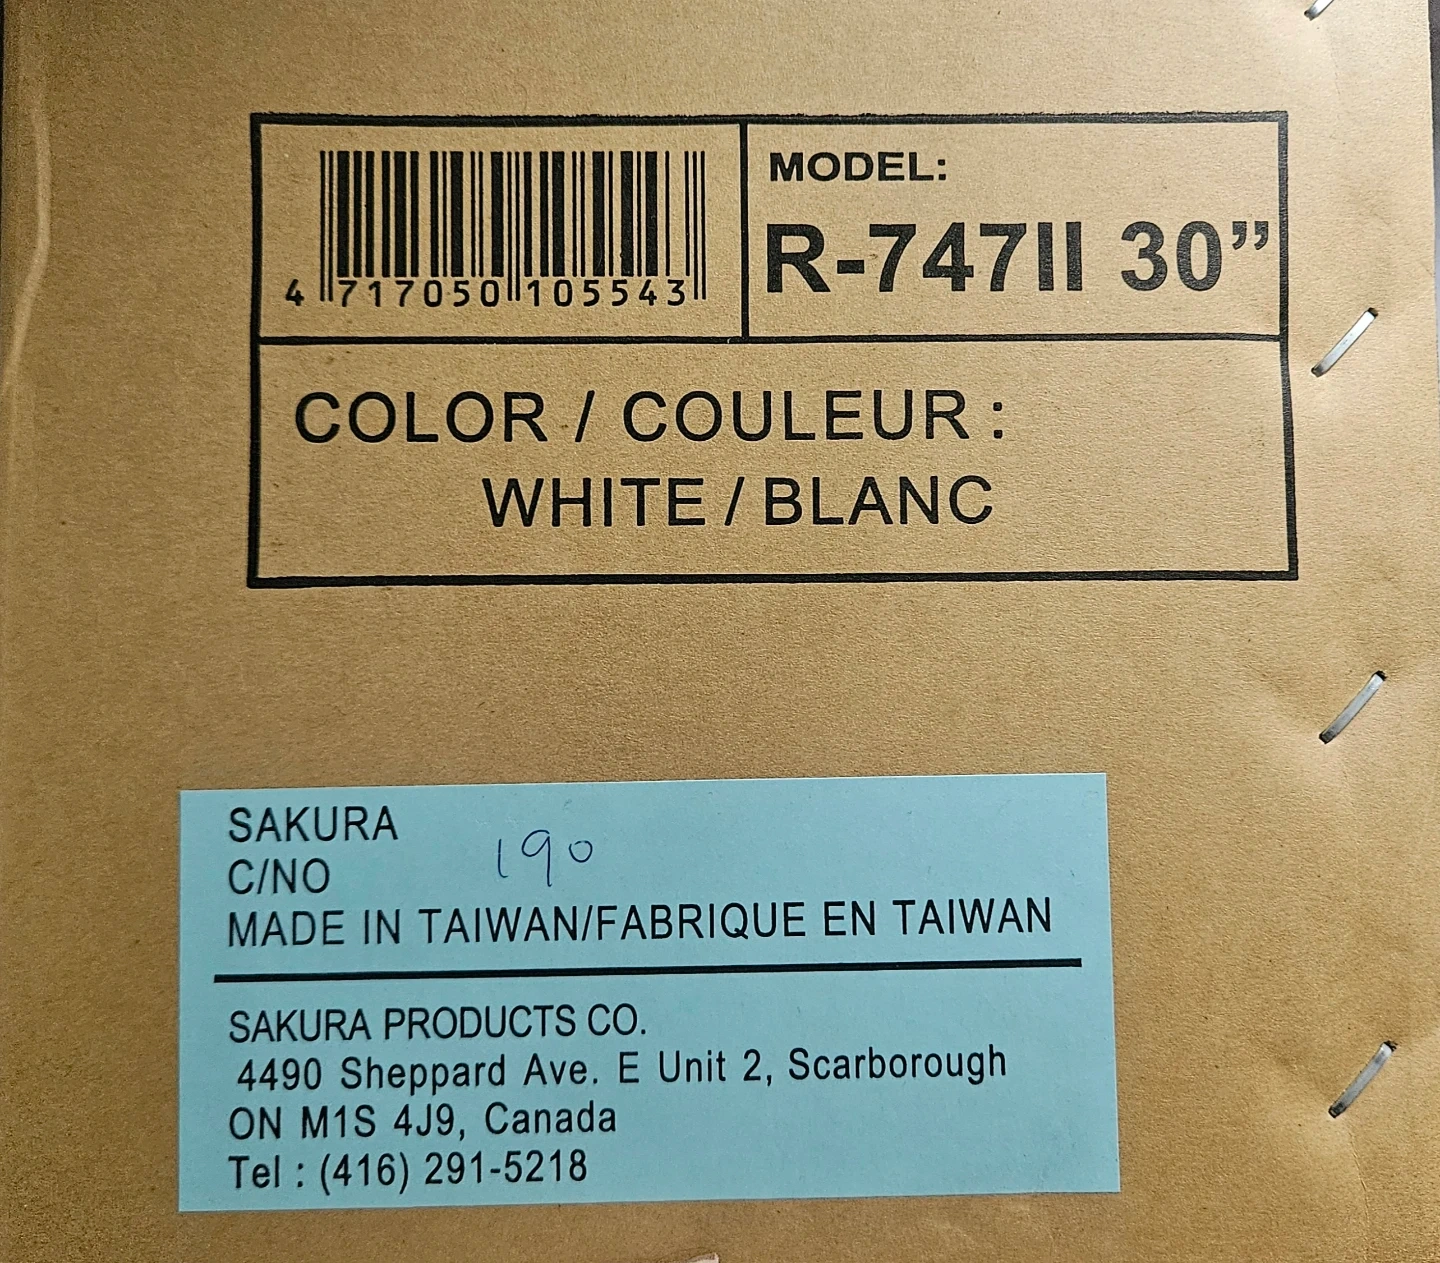 4 717050 105543
MODEL:
R-747II 30”
COLOR / COULEUR :
WHITE / BLANC
SAKURA
C/NO 190
MADE IN TAIWAN/FABRIQUE EN TAIWAN
SAKURA PRODUCTS CO.
4490 Sheppard Ave. E Unit 2, Scarborough
ON M1S 4J9, Canada
Tel : (416) 291-5218